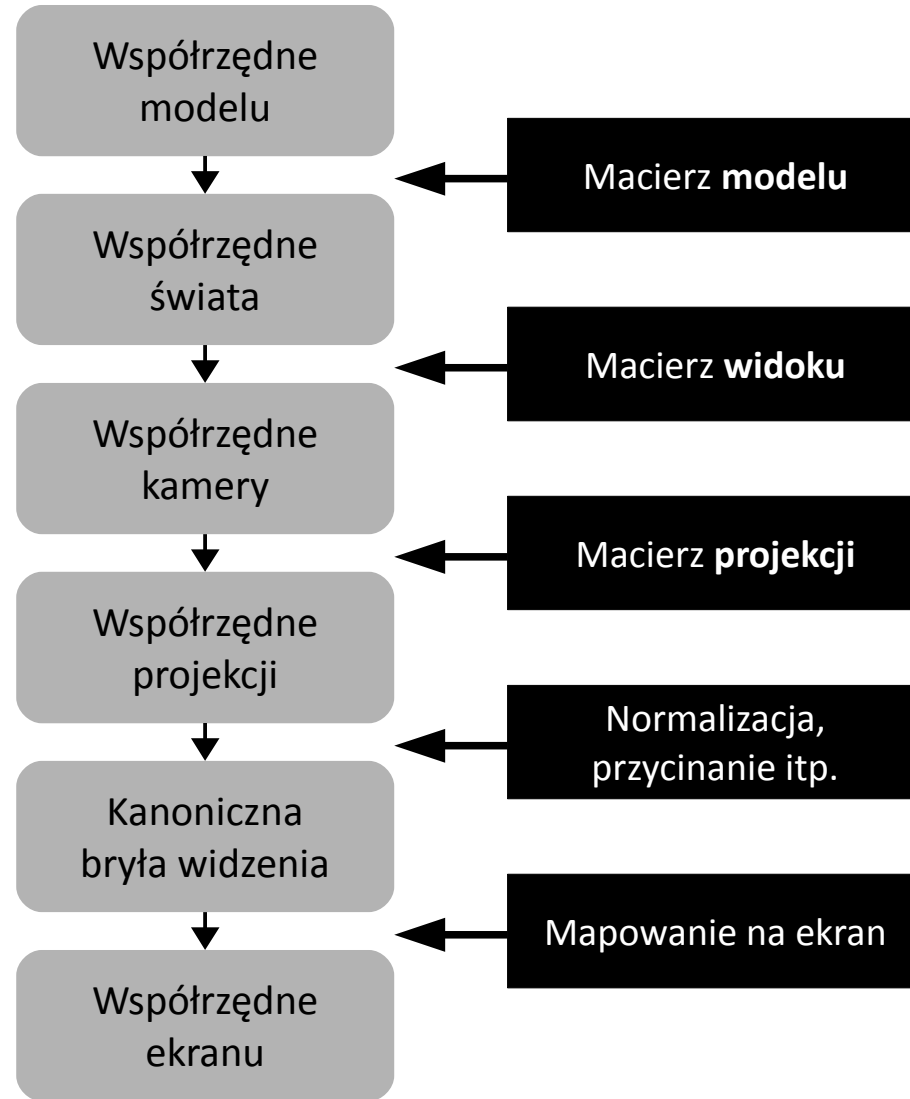 Współrzędne
modelu
Macierz modelu
Współrzędne
świata
Macierz widoku
Współrzędne
kamery
Macierz projekcji
Współrzędne
projekcji
Normalizacja,
przycinanie itp.
Kanoniczna
bryła widzenia
Mapowanie na ekran
Współrzędne
ekranu